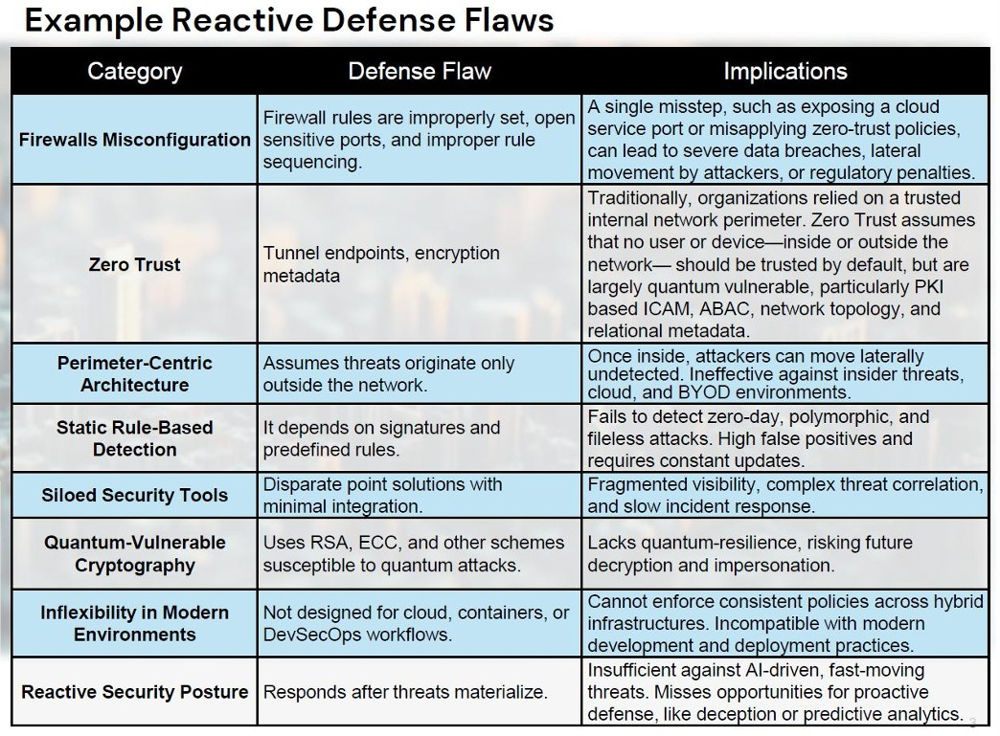 Example Reactive Defense Flaws
Category
Defense Flaw
Implications
Firewalls Misconfiguration
Firewall rules are improperly set, open
sensitive ports, and improper rule
sequencing.
A single misstep, such as exposing a cloud
service port or misapplying zero-trust policies,
can lead to severe data breaches, lateral
movement by attackers, or regulatory penalties.
Zero Trust
Tunnel endpoints, encryption
metadata
Traditionally, organizations relied on a trusted
internal network perimeter. Zero Trust assumes
that no user or device—inside or outside the
network— should be trusted by default, but are
largely quantum vulnerable, particularly PKI
based ICAM, ABAC, network topology, and
relational metadata.
Perimeter-Centric
Architecture
Assumes threats originate only
outside the network.
Once inside, attackers can move laterally
undetected. Ineffective against insider threats,
cloud, and BYOD environments.
Static Rule-Based
Detection
It depends on signatures and
predefined rules.
Fails to detect zero-day, polymorphic, and
fileless attacks. High false positives and
requires constant updates.
Siloed Security Tools
Disparate point solutions with
minimal integration.
Fragmented visibility, complex threat correlation,
and slow incident response.
Quantum-Vulnerable
Cryptography
Uses RSA, ECC, and other schemes
susceptible to quantum attacks.
Lacks quantum-resilience, risking future
decryption and impersonation.
Inflexibility in Modern
Environments
Not designed for cloud, containers, or
DevSecOps workflows.
Cannot enforce consistent policies across hybrid
infrastructures. Incompatible with modern
development and deployment practices.
Reactive Security Posture
Responds after threats materialize.
Insufficient against AI-driven, fast-moving
threats. Misses opportunities for proactive
defense, like deception or predictive analytics.
3